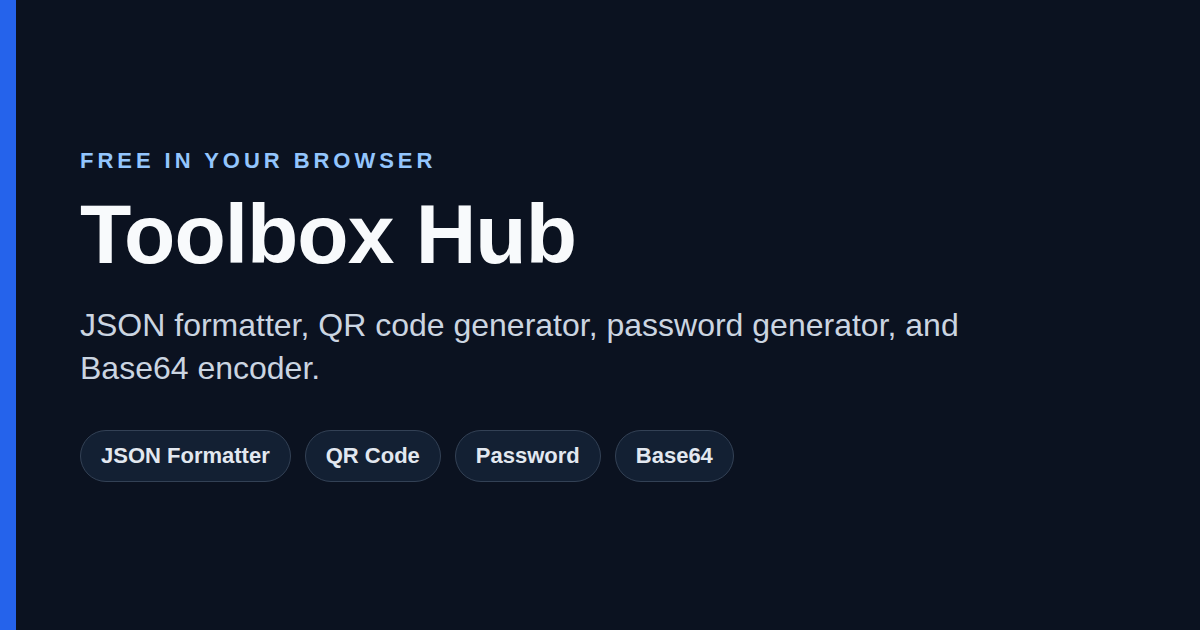 FREE IN YOUR BROWSER
Toolbox Hub
JSON formatter, QR code generator, password generator, and
Base64 encoder.
JSON Formatter
QR Code
Password
Base64